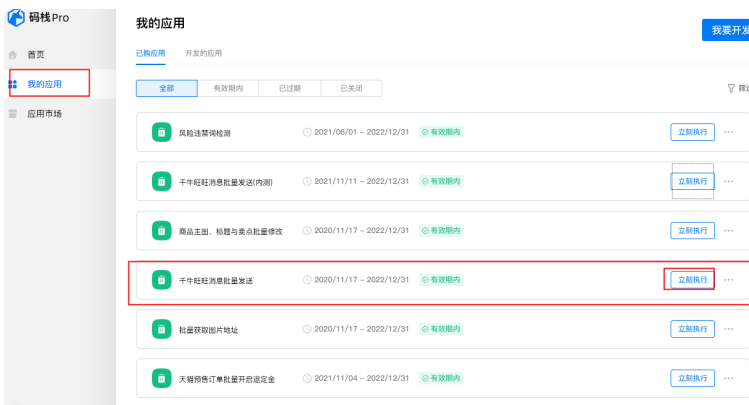 码栈Pro
我的应用
我要开发
首页
已购应用 开发的应用
我的应用
全部 有效期内 已过期 已关闭
应用市场
风险违禁词检测 2021/06/01 - 2022/12/31 有效期内 立刻执行
千牛旺旺消息批量发送(内测) 2021/11/11 - 2022/12/31 有效期内 立刻执行
商品主图、标题与卖点批量修改 2020/11/17 - 2022/12/31 有效期内 立刻执行
千牛旺旺消息批量发送 2020/11/17 - 2022/12/31 有效期内 立刻执行
批量获取图片地址 2020/11/17 - 2022/12/31 有效期内 立刻执行
天猫预售订单批量开启退定金 2021/11/04 - 2022/12/31 有效期内 立刻执行